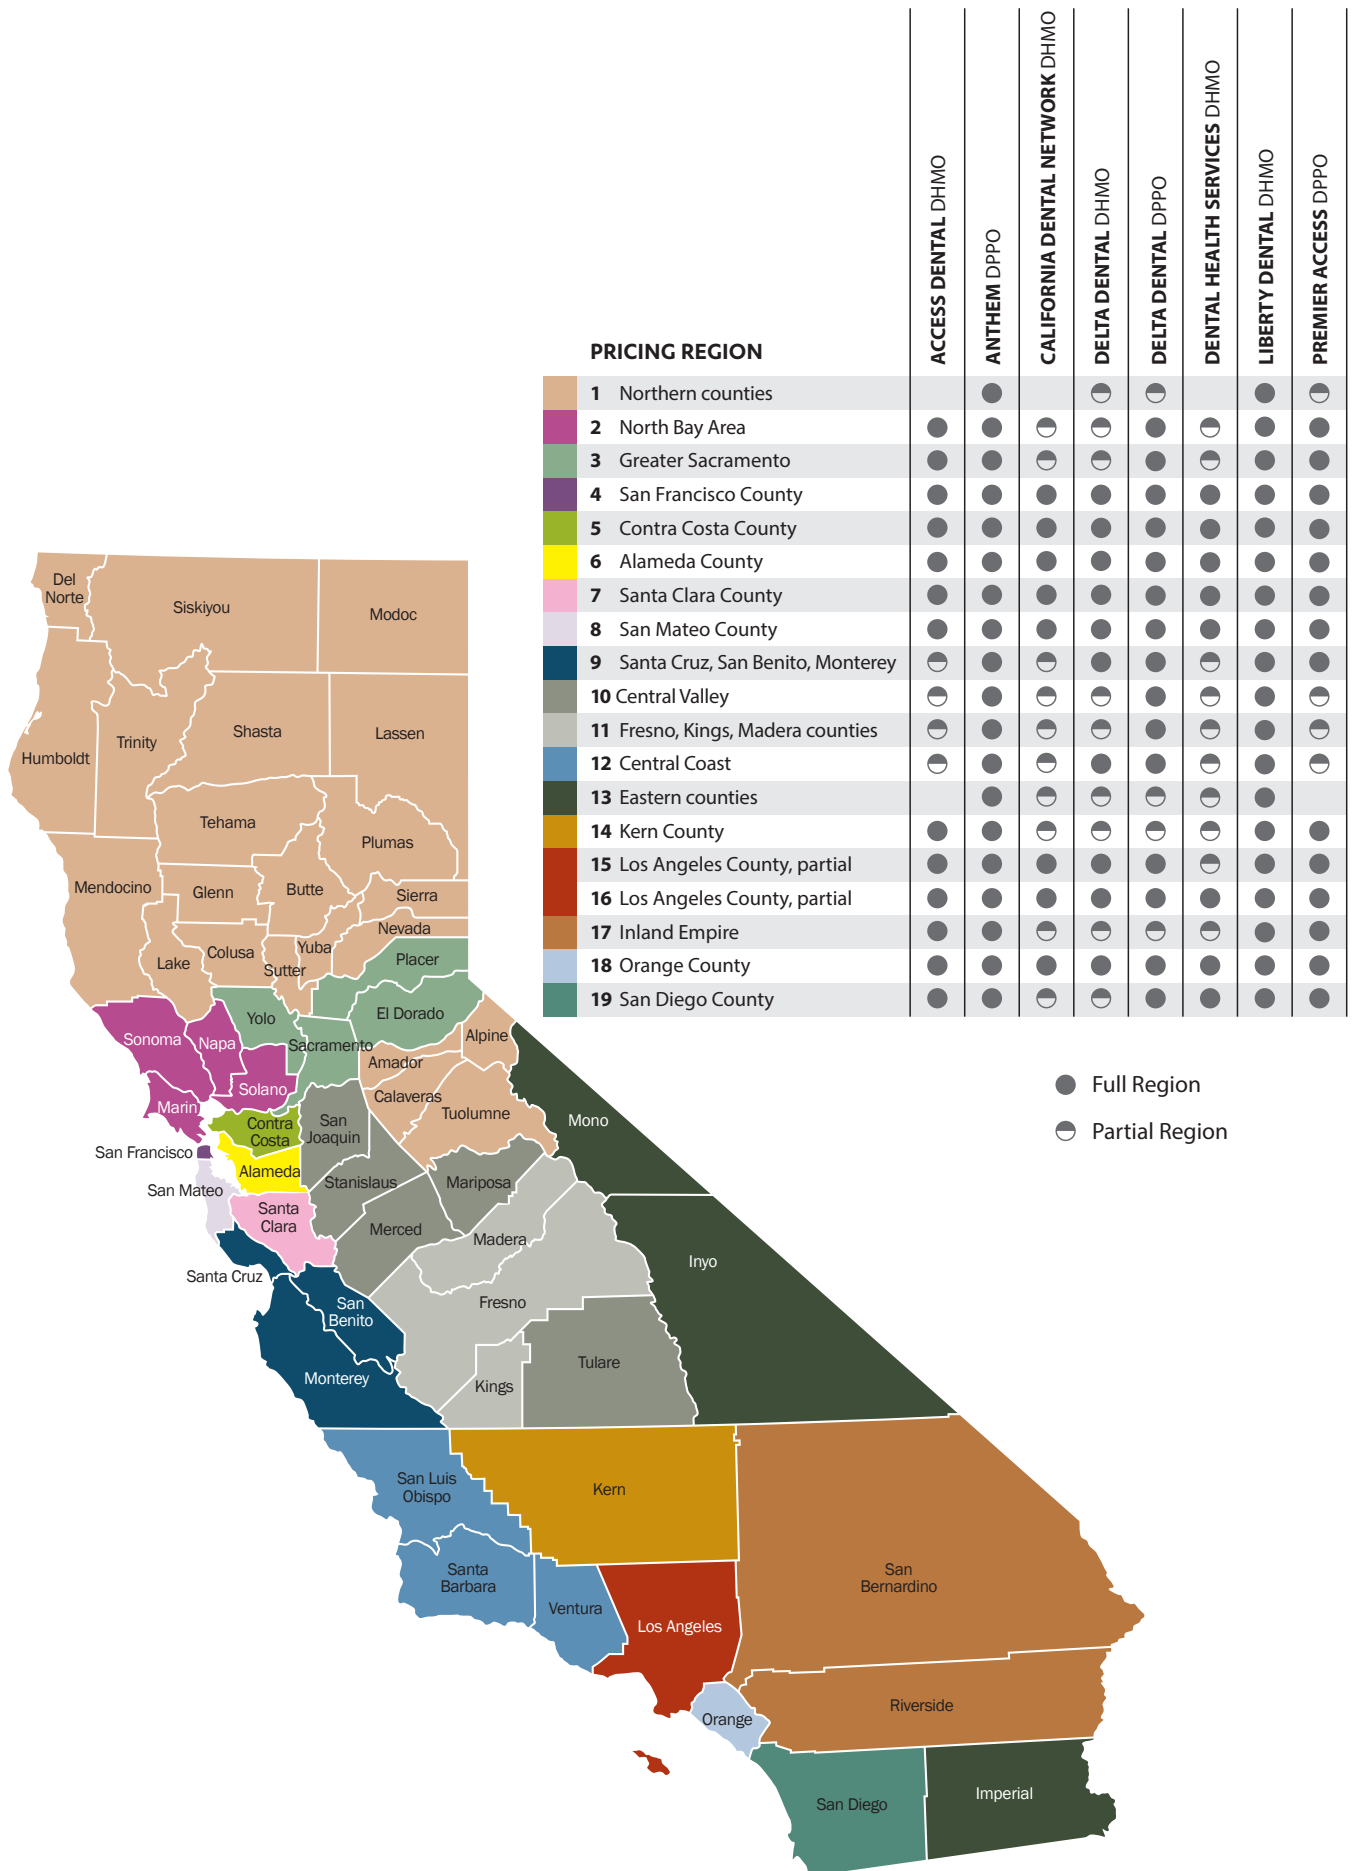 ACCESS DENTAL DHMO
ANTHEM DPPO
CALIFORNIA DENTAL NETWORK DHMO
DELTA DENTAL DHMO
DELTA DENTAL DPPO
DENTAL HEALTH SERVICES DHMO
LIBERTY DENTAL DHMO
PREMIER ACCESS DPPO
PRICING REGION
1 Northern counties
2 North Bay Area
3 Greater Sacramento
4 San Francisco County
5 Contra Costa County
6 Alameda County
7 Santa Clara County
8 San Mateo County
9 Santa Cruz, San Benito, Monterey
10 Central Valley
11 Fresno, Kings, Madera counties
12 Central Coast
13 Eastern counties
14 Kern County
15 Los Angeles County, partial
16 Los Angeles County, partial
17 Inland Empire
18 Orange County
19 San Diego County
Full Region
Partial Region
Del
Norte
Siskiyou
Modoc
Humboldt
Trinity
Shasta
Lassen
Tehama
Plumas
Mendocino
Glenn
Butte
Sierra
Nevada
Lake
Colusa
Sutter
Yuba
Placer
Sonoma
Napa
Yolo
El Dorado
Sacramento
Alpine
Amador
Solano
Calaveras
Marin
Tuolumne
Contra
Costa
San
Joaquin
Mono
San Francisco
Alameda
San Mateo
Stanislaus
Mariposa
Santa
Clara
Merced
Madera
Inyo
Santa Cruz
San
Benito
Fresno
Monterey
Kings
Tulare
San Luis
Obispo
Kern
Santa
Barbara
Ventura
Los Angeles
San
Bernardino
Orange
Riverside
San Diego
Imperial